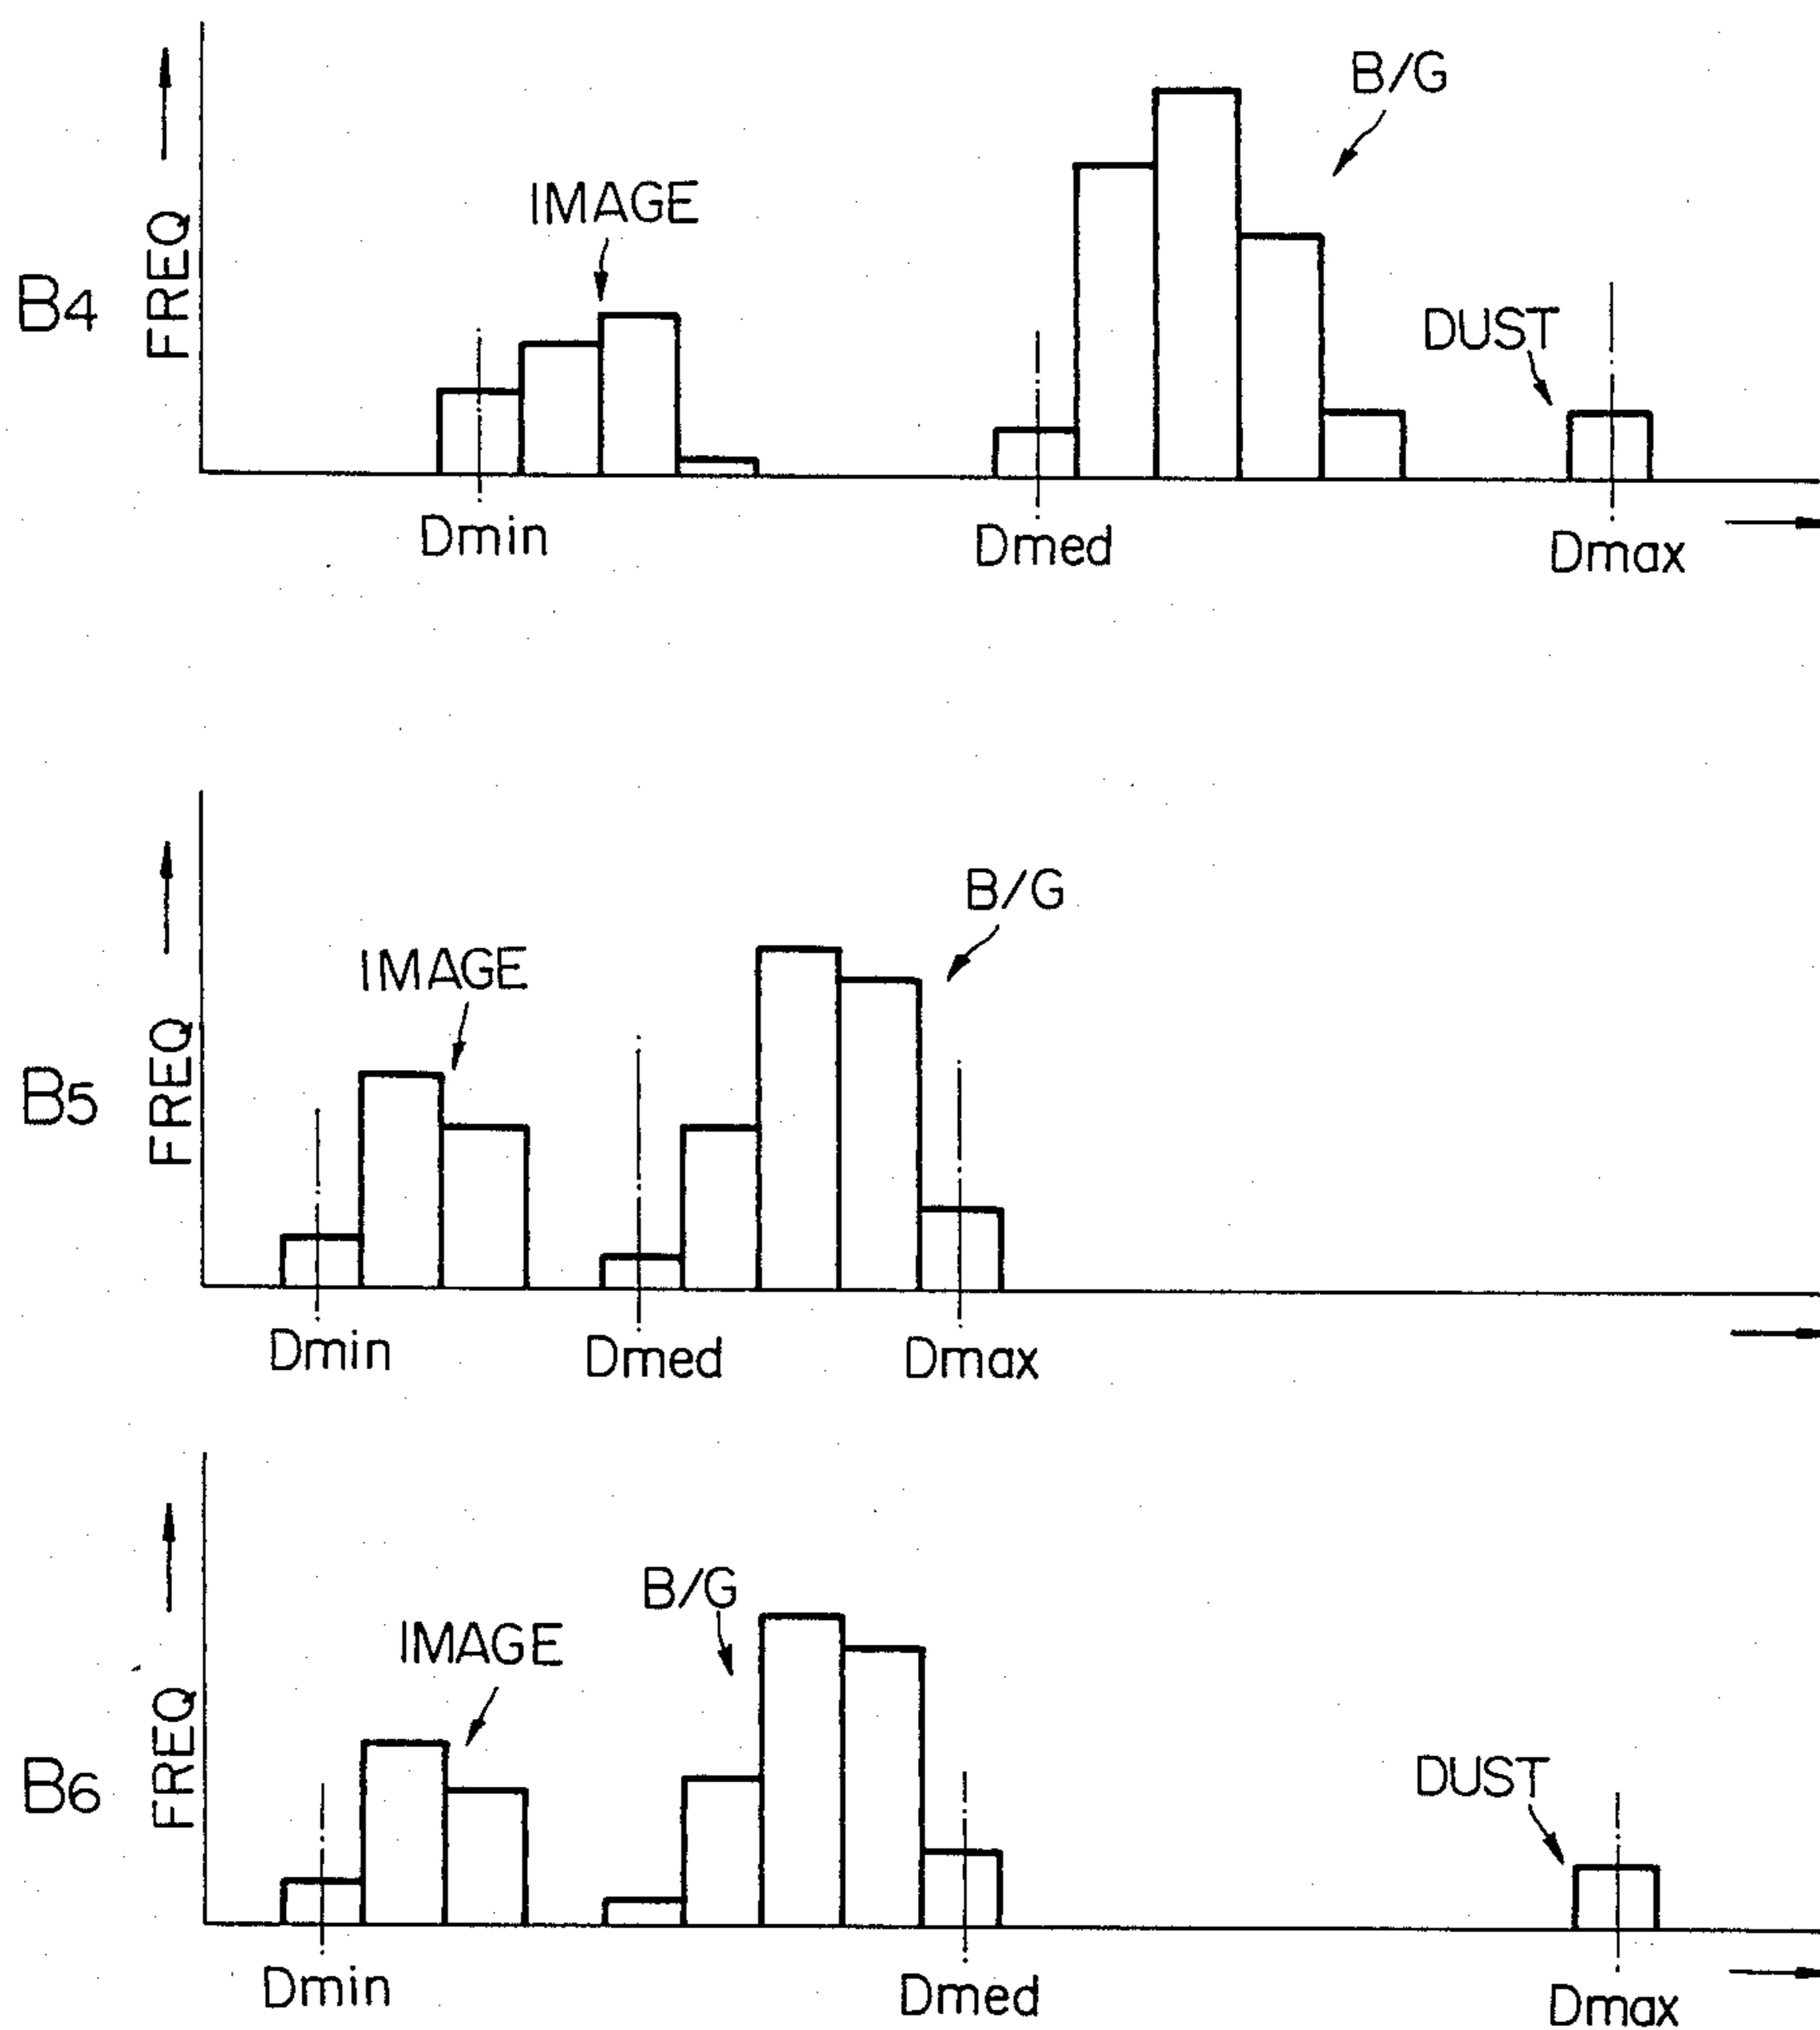 B4
FREQ
IMAGE
B/G
DUST
Dmin
Dmed
Dmax
B5
FREQ
IMAGE
B/G
Dmin
Dmed
Dmax
B6
FREQ
IMAGE
B/G
DUST
Dmin
Dmed
Dmax